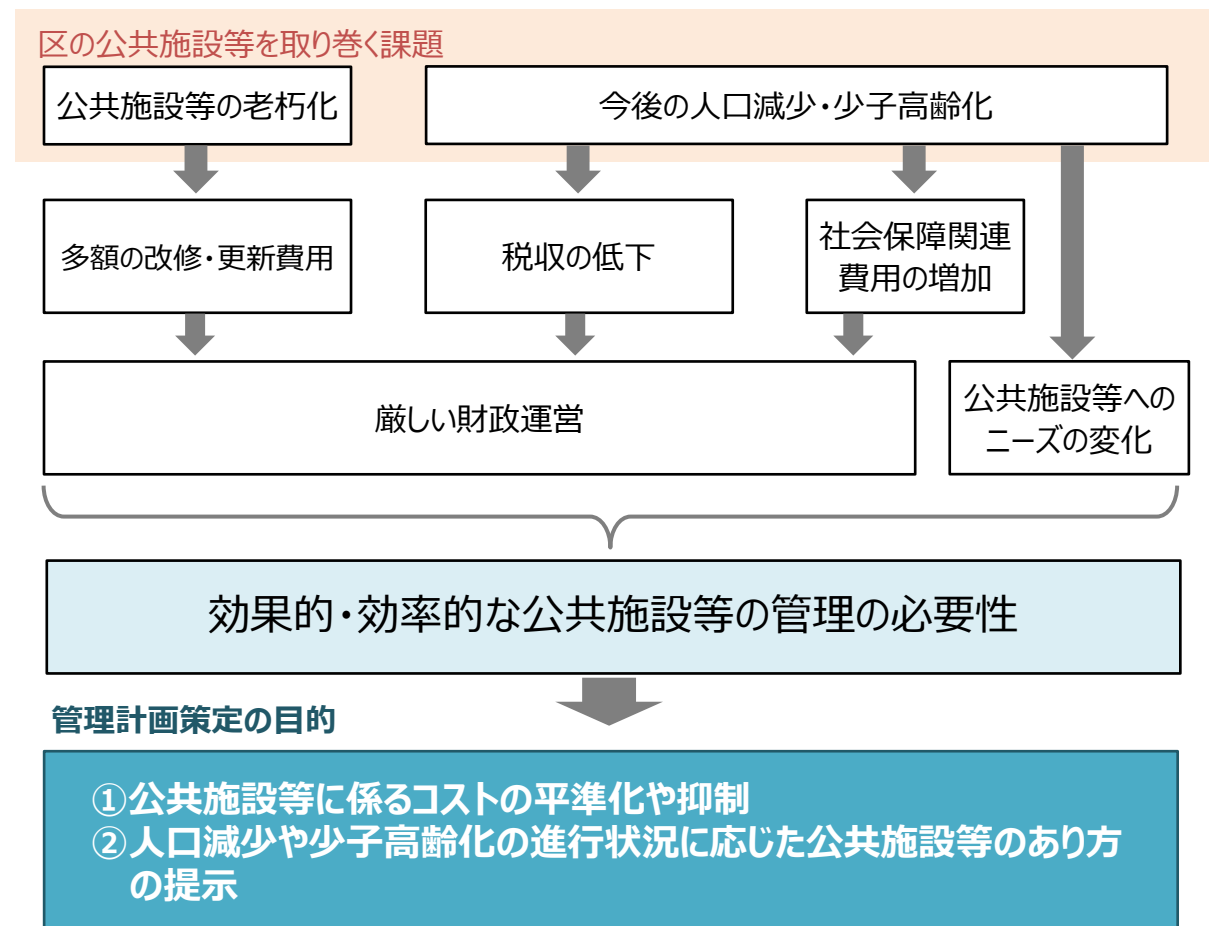 区の公共施設等を取り巻く課題
公共施設等の老朽化
今後の人口減少・少子高齢化
多額の改修・更新費用
税収の低下
社会保障関連
費用の増加
厳しい財政運営
公共施設等への
ニーズの変化
効果的・効率的な公共施設等の管理の必要性
管理計画策定の目的
①公共施設等に係るコストの平準化や抑制
②人口減少や少子高齢化の進行状況に応じた公共施設等のあり方
の提示